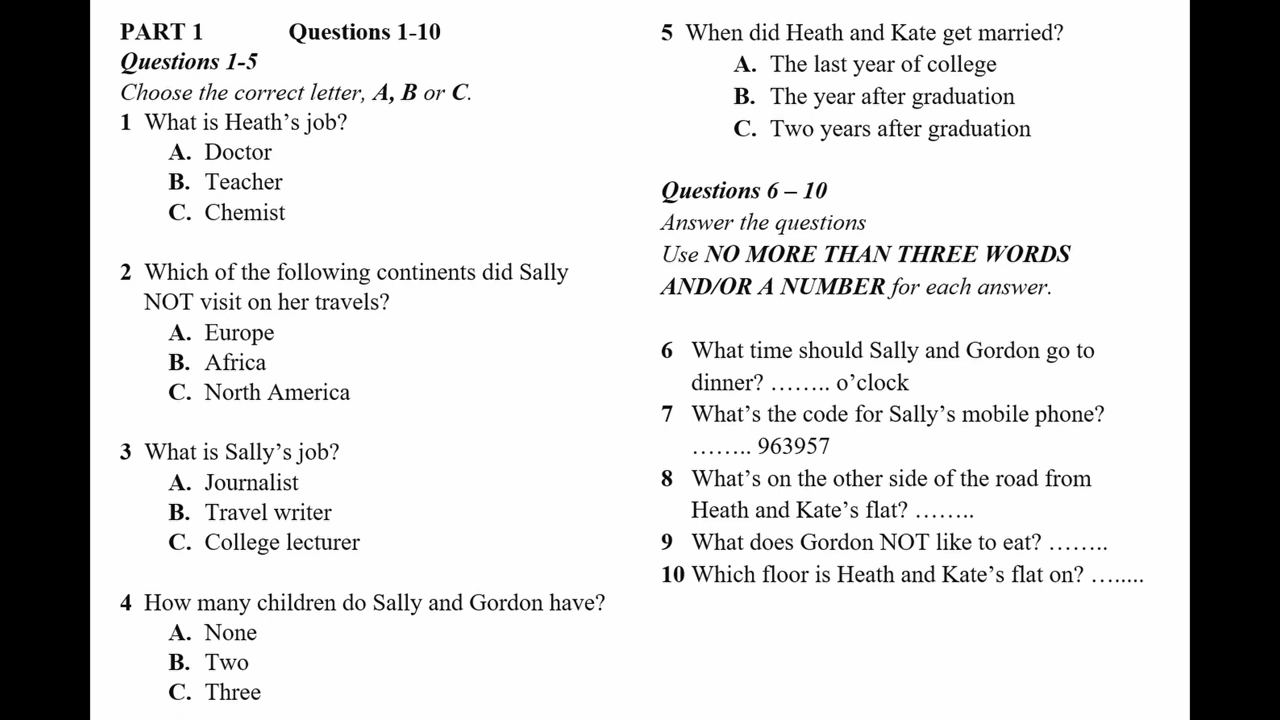 PART 1 Questions 1-10
Questions 1-5
Choose the correct letter, A, B or C.
1 What is Heath’s job?
A. Doctor
B. Teacher
C. Chemist
2 Which of the following continents did Sally
NOT visit on her travels?
A. Europe
B. Africa
C. North America
3 What is Sally’s job?
A. Journalist
B. Travel writer
C. College lecturer
4 How many children do Sally and Gordon have?
A. None
B. Two
C. Three
5 When did Heath and Kate get married?
A. The last year of college
B. The year after graduation
C. Two years after graduation
Questions 6 – 10
Answer the questions
Use NO MORE THAN THREE WORDS
AND/OR A NUMBER for each answer.
6 What time should Sally and Gordon go to
dinner? …….. o’clock
7 What’s the code for Sally’s mobile phone?
…….. 963957
8 What’s on the other side of the road from
Heath and Kate’s flat? ……..
9 What does Gordon NOT like to eat? ……..
10 Which floor is Heath and Kate’s flat on? ….....